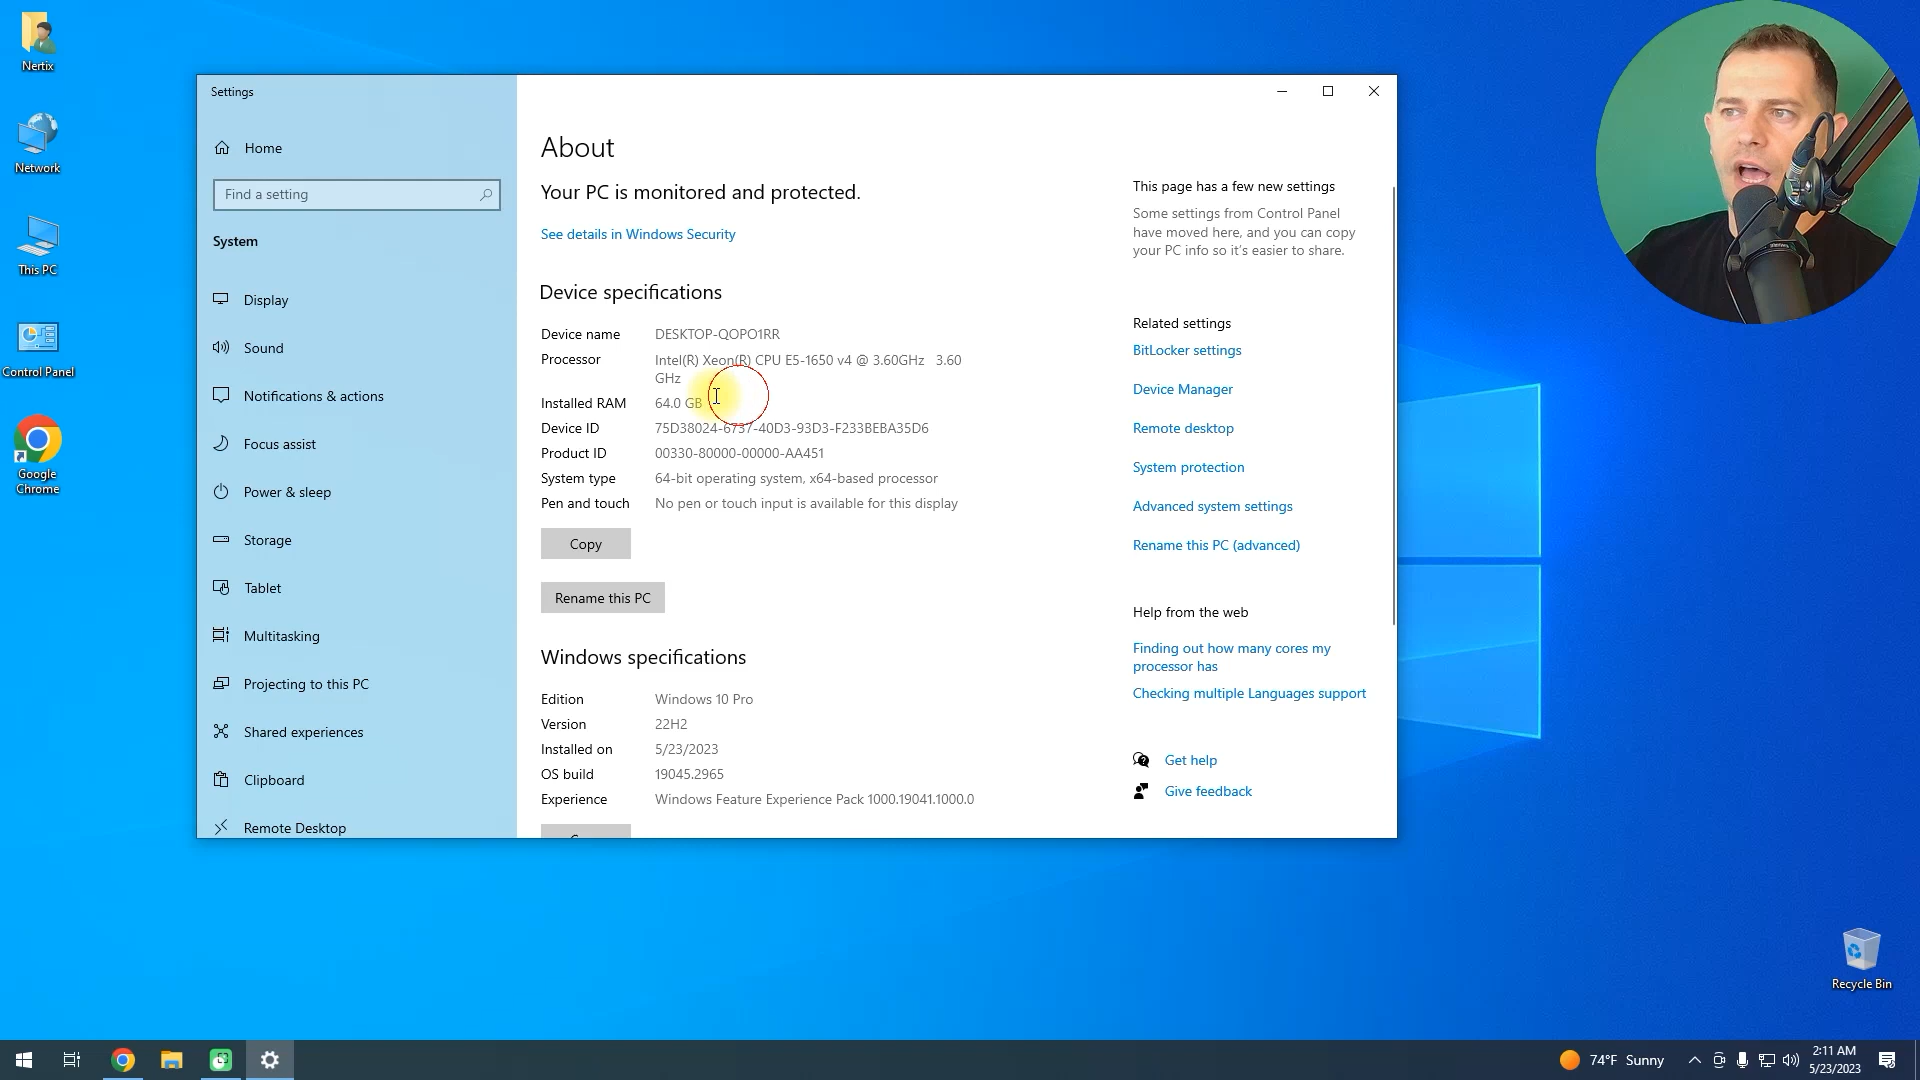 Nertix
Network
This PC
Control Panel
Google
Chrome
Settings
Home
Find a setting
System
Display
Sound
Notifications & actions
Focus assist
Power & sleep
Storage
Tablet
Multitasking
Projecting to this PC
Shared experiences
Clipboard
Remote Desktop
About
Your PC is monitored and protected.
See details in Windows Security
Device specifications
Device name DESKTOP-QOPO1RR
Processor Intel(R) Xeon(R) CPU E5-1650 v4 @ 3.60GHz 3.60
GHz
Installed RAM 64.0 GB
Device ID 75D38024-6737-40D3-93D3-F233BEBA35D6
Product ID 00330-80000-00000-AA451
System type 64-bit operating system, x64-based processor
Pen and touch No pen or touch input is available for this display
Copy
Rename this PC
Windows specifications
Edition Windows 10 Pro
Version 22H2
Installed on 5/23/2023
OS build 19045.2965
Experience Windows Feature Experience Pack 1000.19041.1000.0
This page has a few new settings
Some settings from Control Panel
have moved here, and you can copy
your PC info so it's easier to share.
Related settings
BitLocker settings
Device Manager
Remote desktop
System protection
Advanced system settings
Rename this PC (advanced)
Help from the web
Finding out how many cores my
processor has
Checking multiple Languages support
Get help
Give feedback
Recycle Bin
74°F Sunny
2:11 AM
5/23/2023